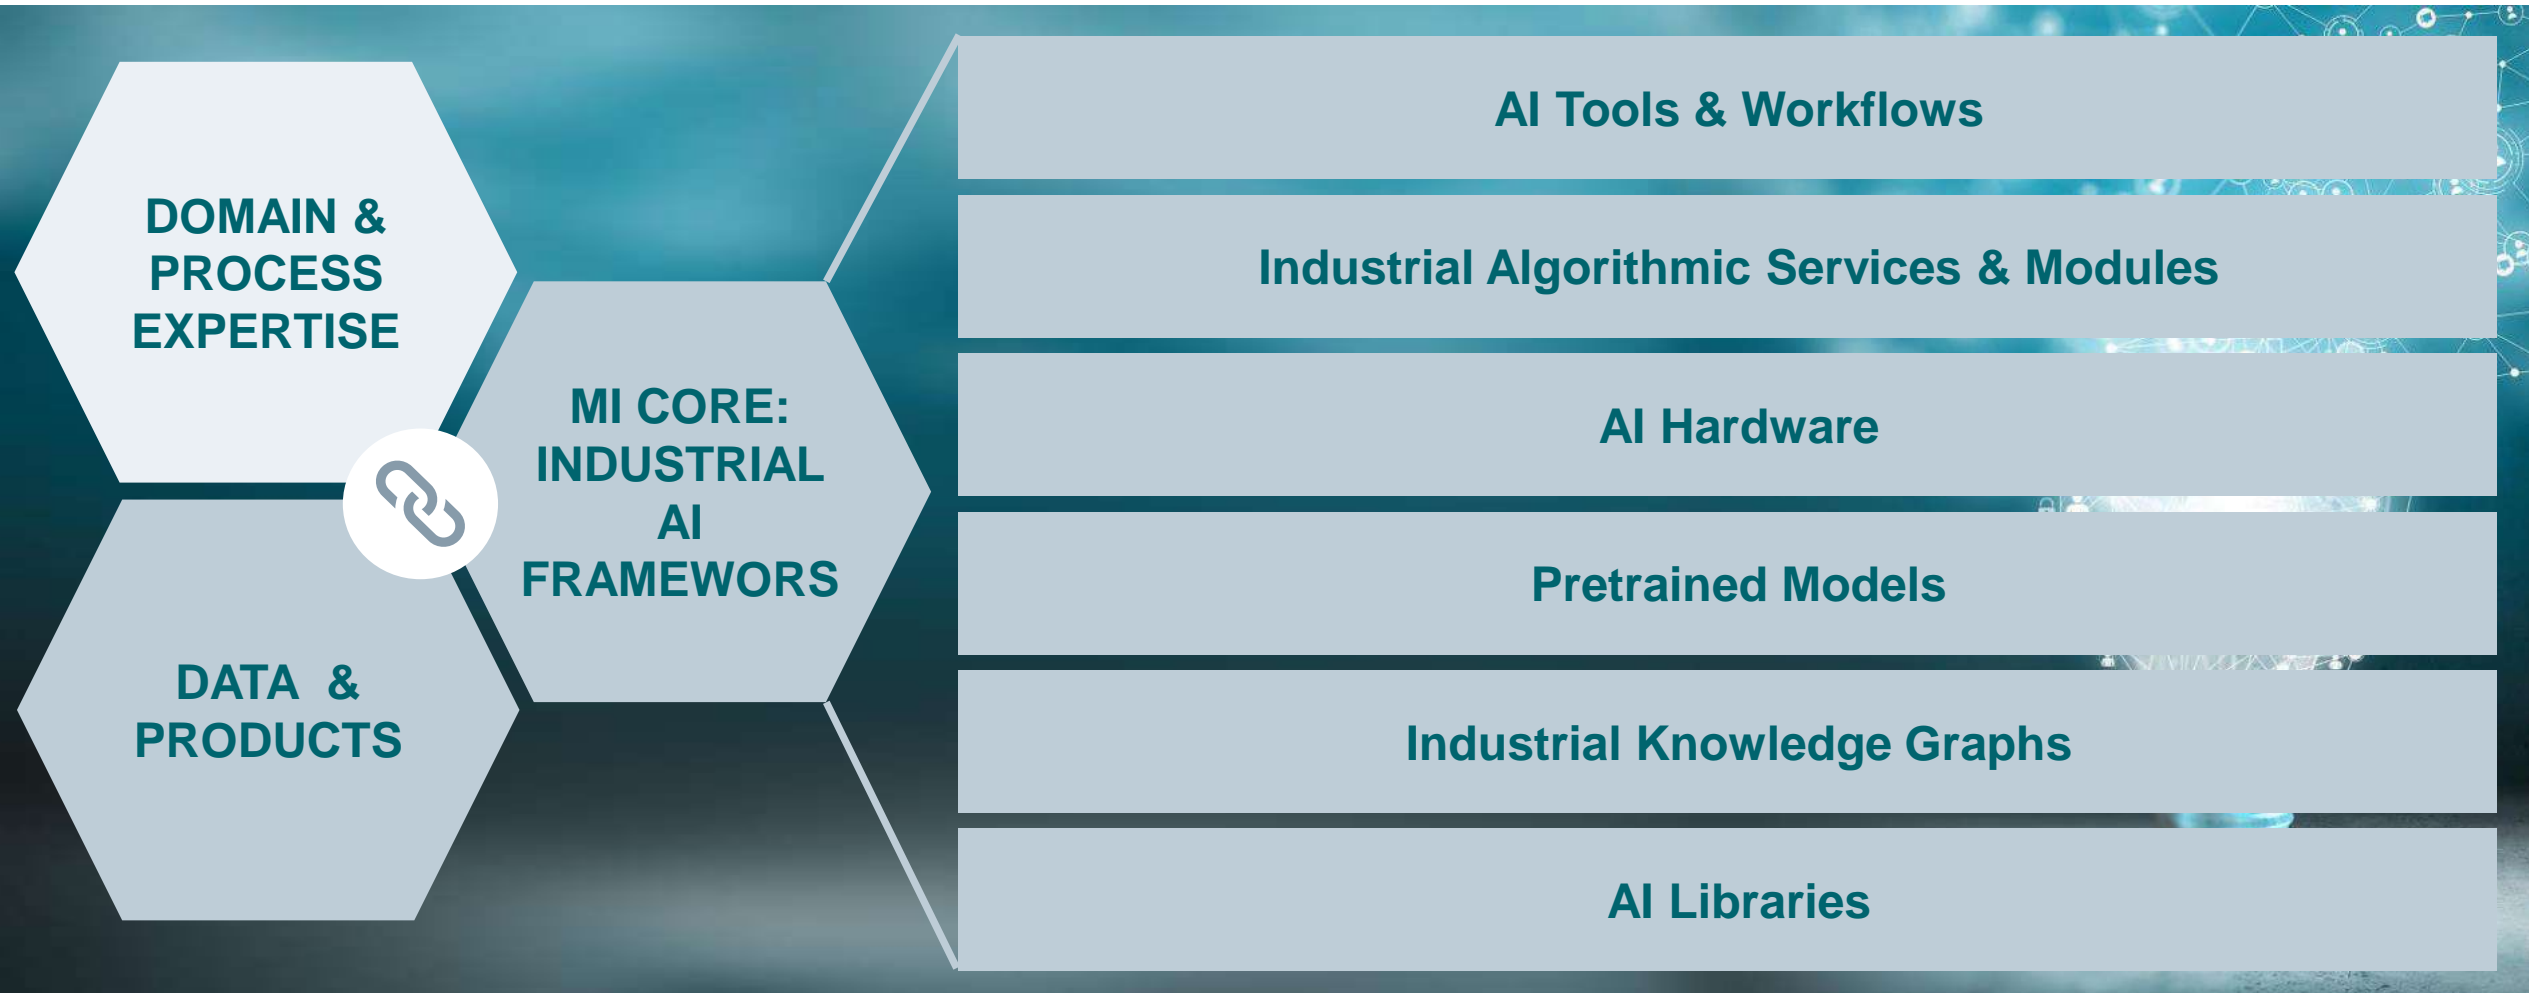 DOMAIN &
PROCESS
EXPERTISE
DATA  &
PRODUCTS
MI CORE:
INDUSTRIAL
AI
FRAMEWORS
AI Tools & Workflows
Industrial Algorithmic Services & Modules
AI Hardware
Pretrained Models
Industrial Knowledge Graphs
AI Libraries